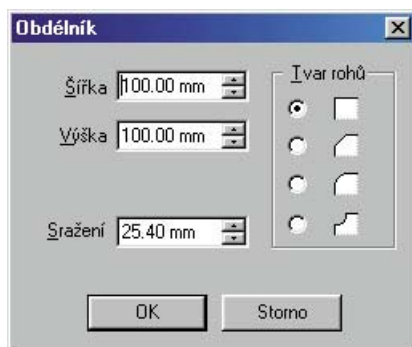 Obdélník
Šířka 100.00 mm
Výška 100.00 mm
Sražení 25.40 mm
Tvar rohů
OK Storno